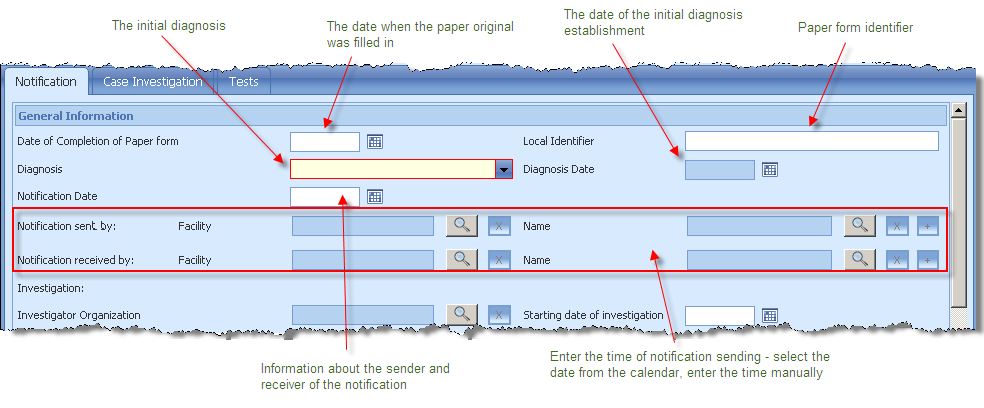 The initial diagnosis
The date when the paper original
was filled in
The date of the initial diagnosis
establishment
Paper form identifier
Notification Case Investigation Tests
General Information
Date of Completion of Paper form Local Identifier
Diagnosis Diagnosis Date
Notification Date
Notification sent by: Facility X Name X +
Notification received by: Facility X Name X +
Investigation:
Investigator Organization X Starting date of investigation
Information about the sender and
receiver of the notification
Enter the time of notification sending - select the
date from the calendar, enter the time manually